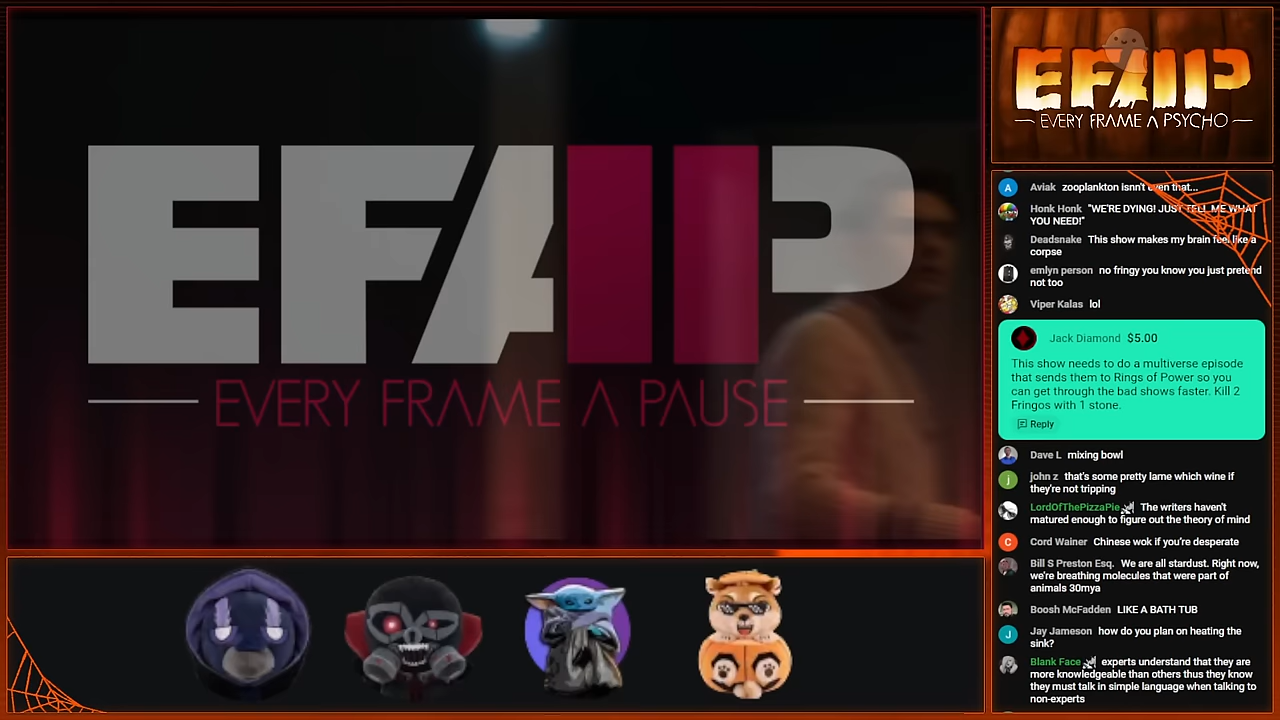 EFAIIP
EVERY FRAME A PAUSE
EFAIIP
EVERY FRAME A PSYCHO
A
Aviak zooplankton isnn't even that...
Honk Honk "WE'RE DYING! JUST TELL ME WHAT
YOU NEED!"
Deadsnake This show makes my brain feel like a
corpse
emlyn person no fringy you know you just pretend
not too
Viper Kalas lol
Jack Diamond $5.00
This show needs to do a multiverse episode
that sends them to Rings of Power so you
can get through the bad shows faster. Kill 2
Fringos with 1 stone.
Reply
Dave L mixing bowl
j
john z that's some pretty lame which wine if
they're not tripping
LordOfThePizzaPie The writers haven't
matured enough to figure out the theory of mind
C
Cord Wainer Chinese wok if you're desperate
Bill S Preston Esq. We are all stardust. Right now,
we're breathing molecules that were part of
animals 30mya
Boosh McFadden LIKE A BATH TUB
J
Jay Jameson how do you plan on heating the
sink?
Blank Face experts understand that they are
more knowledgeable than others thus they know
they must talk in simple language when talking to
non-experts